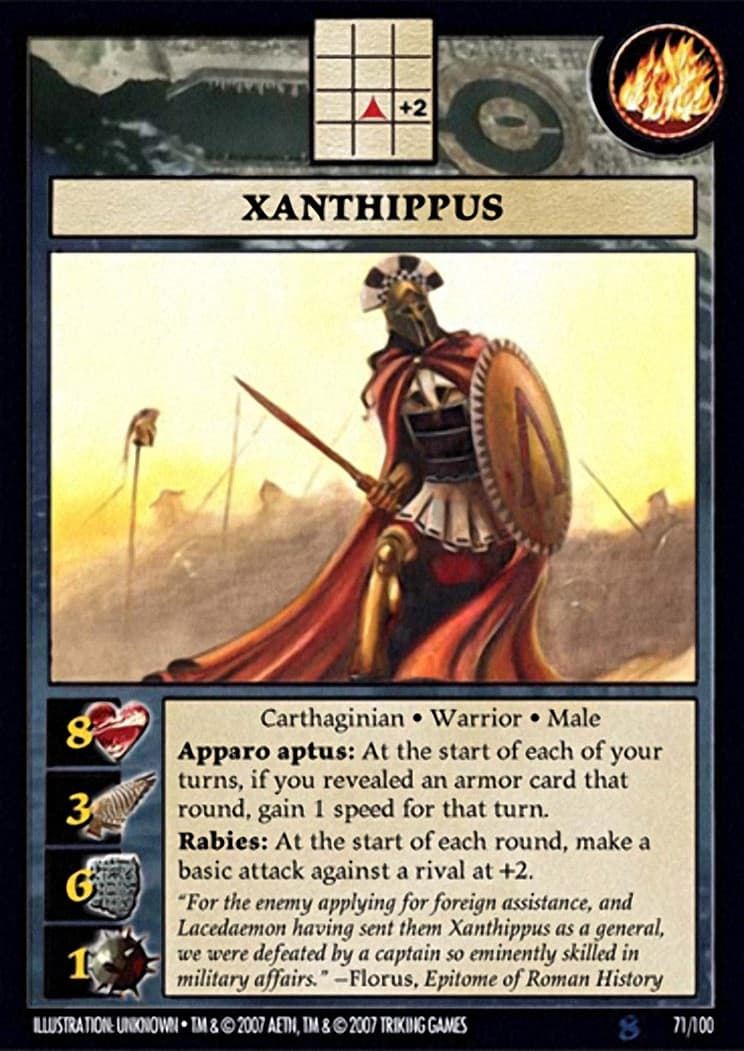 +2
XANTHIPPUS
8
3
6
1
Carthaginian • Warrior • Male
Apparo aptus: At the start of each of your
turns, if you revealed an armor card that
round, gain 1 speed for that turn.
Rabies: At the start of each round, make a
basic attack against a rival at +2.
“For the enemy applying for foreign assistance, and
Lacedaemon having sent them Xanthippus as a general,
we were defeated by a captain so eminently skilled in
military affairs.” –Florus, Epitome of Roman History
ILLUSTRATION: UNKNOWN • TM & © 2007 AETH, TM & © 2007 TRIKING GAMES
71/100